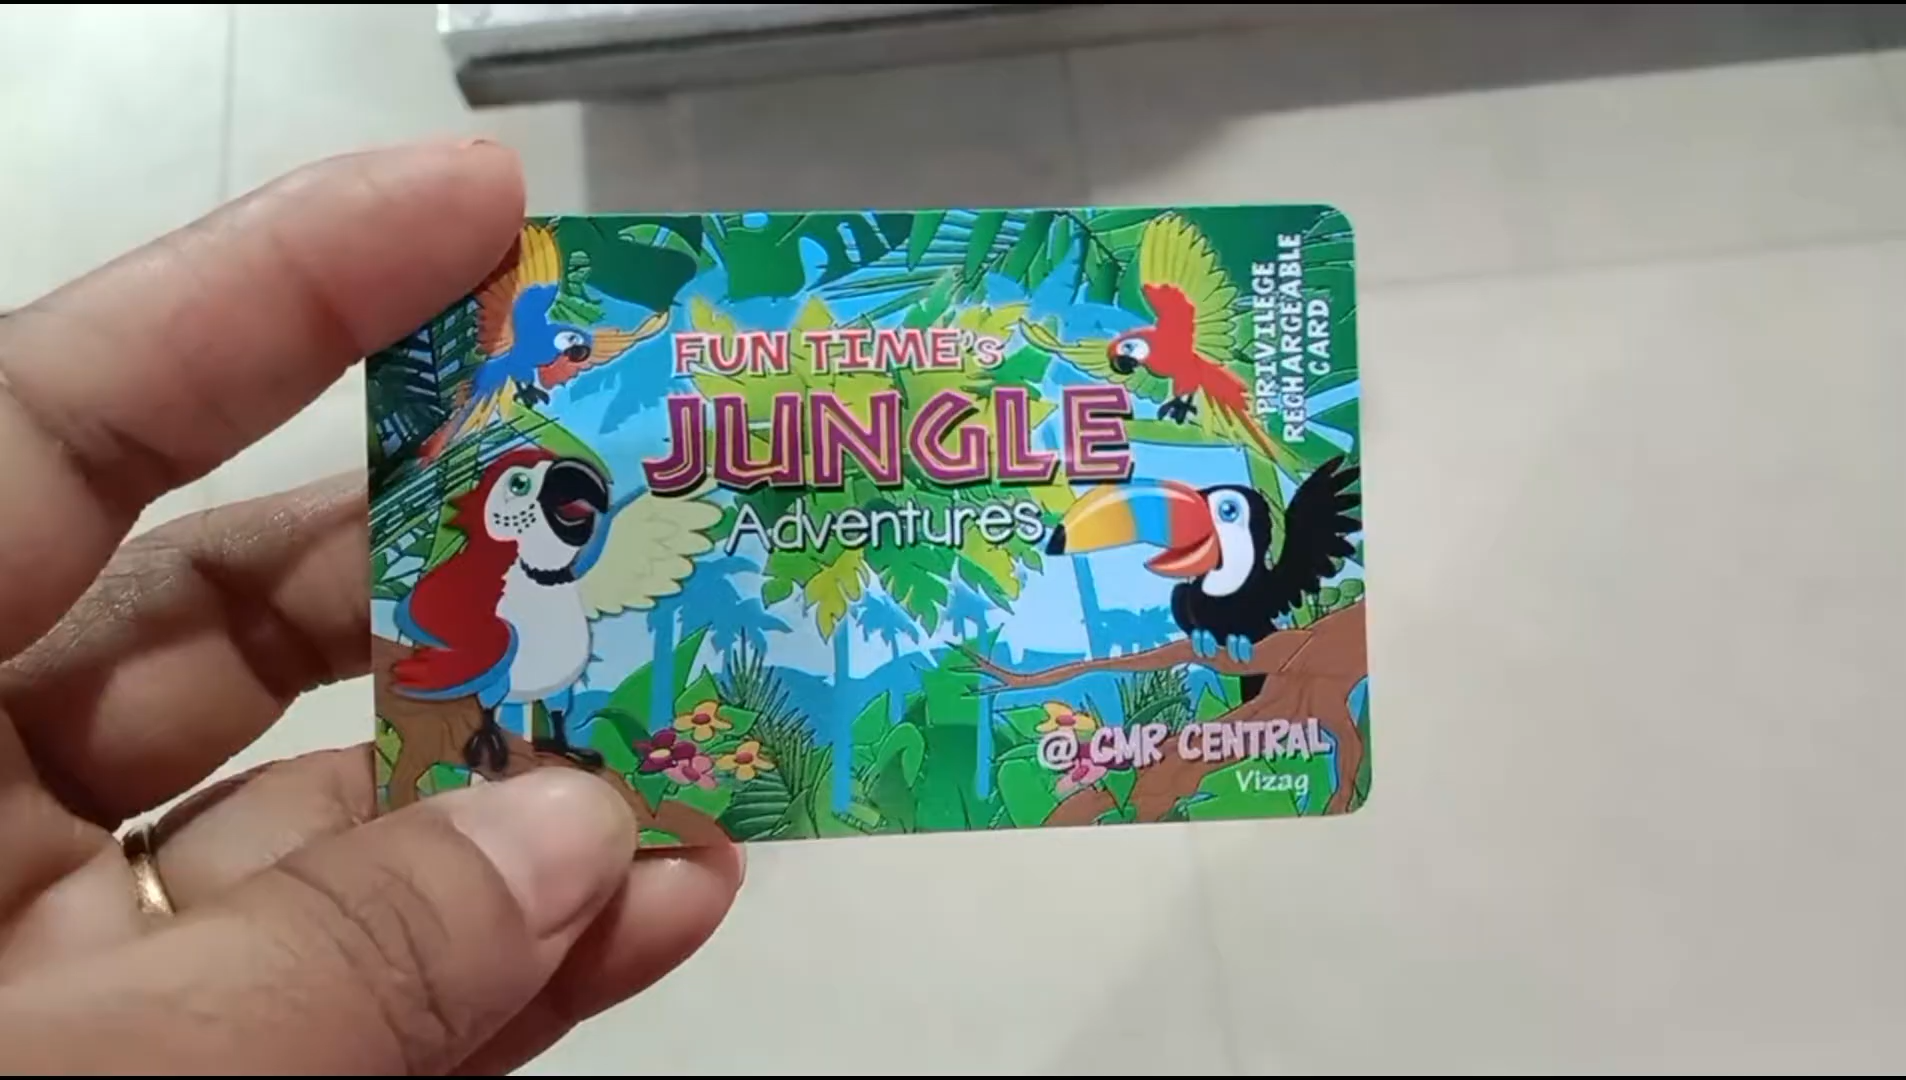 FUN TIME's
JUNGLE
Adventures
PRIVILEGE
RECHARGEABLE
CARD
@ CMR CENTRAL
Vizag